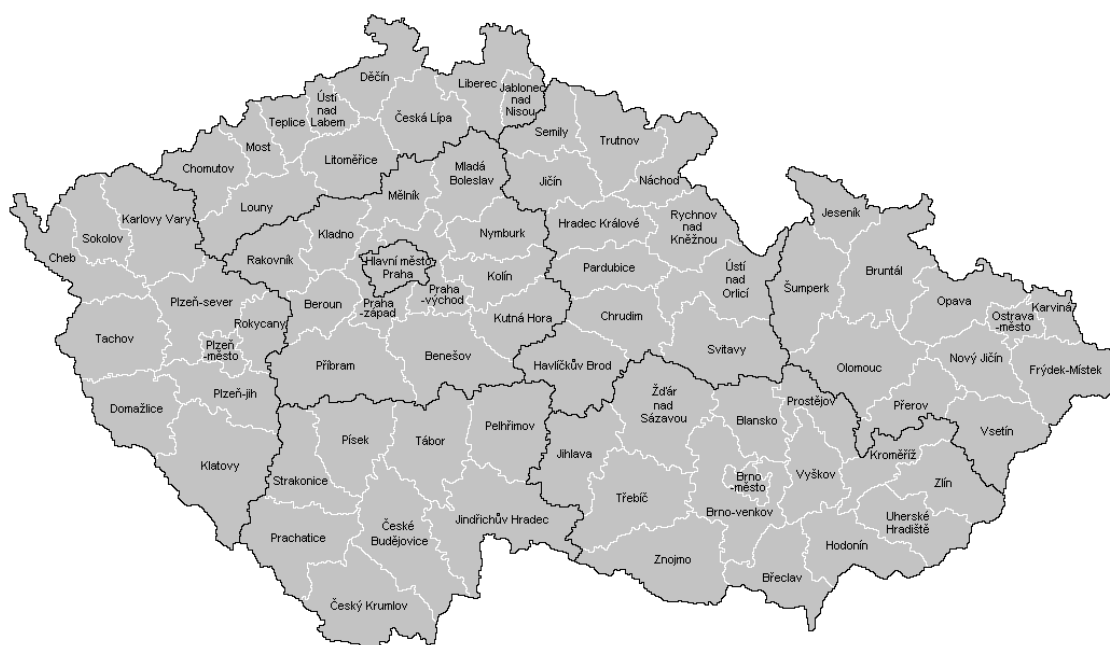 Děčín
Liberec
Jablonec
nad
Nisou
Ústí
nad
Labem
Česká Lípa
Teplice
Semily
Trutnov
Most
Litoměřice
Chomutov
Mladá
Boleslav
Jičín
Náchod
Mělník
Louny
Karlovy Vary
Jeseník
Rychnov
nad
Kněžnou
Hradec Králové
Kladno
Nymburk
Sokolov
Cheb
Rakovník
Hlavní město
Praha
Kolín
Pardubice
Ústí
nad
Orlicí
Šumperk
Bruntál
Praha
-východ
Plzeň-sever
Beroun
Praha
-západ
Opava
Karviná
Ostrava
-město
Kutná Hora
Chrudim
Rokycany
Tachov
Plzeň
-město
Svitavy
Benešov
Příbram
Nový Jičín
Havlíčkův Brod
Olomouc
Frýdek-Místek
Plzeň-jih
Žďár
nad
Sázavou
Prostějov
Přerov
Domažlice
Blansko
Pelhřimov
Vsetín
Písek
Tábor
Jihlava
Kroměříž
Klatovy
Brno
-město
Vyškov
Strakonice
Zlín
Třebíč
Brno-venkov
Jindřichův Hradec
Uherské
Hradiště
České
Budějovice
Prachatice
Hodonín
Znojmo
Břeclav
Český Krumlov